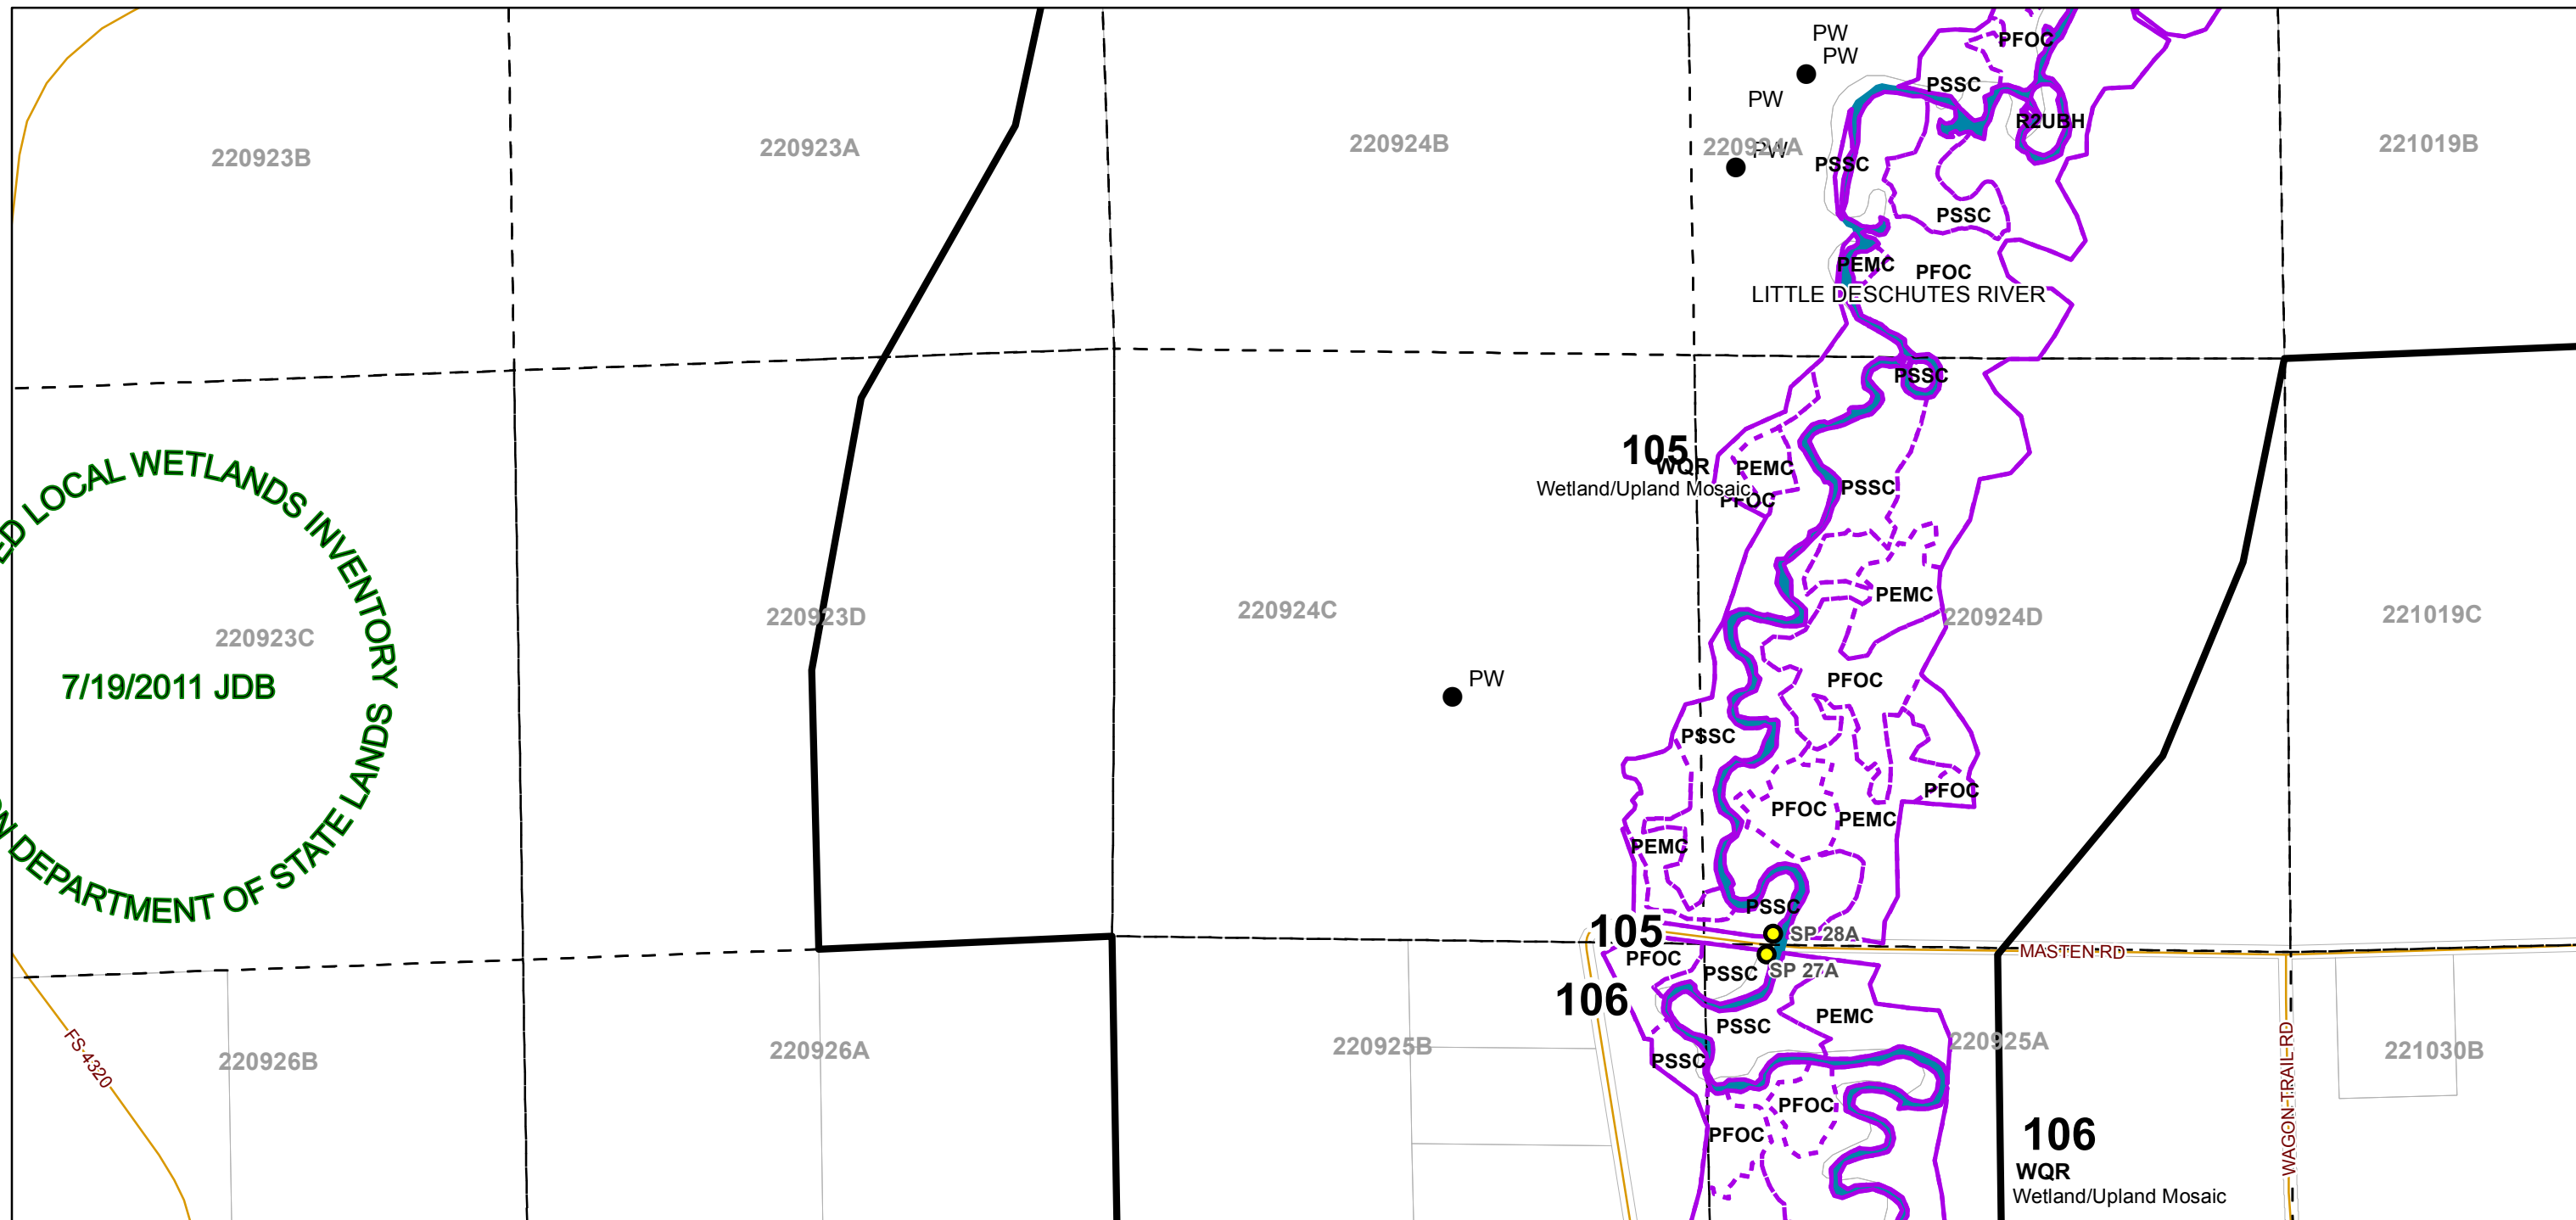 PW
PW
PFOC
PSSC
PW
R2UBH
220923B
220923A
220924B
220924A
PW
PSSC
221019B
PSSC
PEMC
PFOC
LITTLE DESCHUTES RIVER
PSSC
105
WQR
PEMC
Wetland/Upland Mosaic
PFOC
PSSC
ED LOCAL WETLANDS INVENTORY
PEMC
220923C
220923D
220924C
220924D
221019C
7/19/2011 JDB
PW
PFOC
PSSC
PFOC
PFOC
PEMC
PEMC
N DEPARTMENT OF STATE LANDS
PSSC
105
SP 28A
MASTEN RD
PFOC
PSSC
SP 27A
106
PSSC
PEMC
FS 4320
220926B
220926A
220925B
PSSC
220925A
221030B
WAGON TRAIL RD
PFOC
PFOC
106
WQR
Wetland/Upland Mosaic